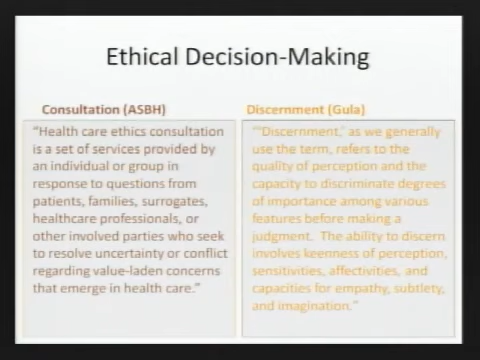 Ethical Decision-Making
Consultation (ASBH)
"Health care ethics consultation
is a set of services provided by
an individual or group in
response to questions from
patients, families, surrogates,
healthcare professionals, or
other involved parties who seek
to resolve uncertainty or conflict
regarding value-laden concerns
that emerge in health care."
Discernment (Gula)
"'Discernment,' as we generally
use the term, refers to the
quality of perception and the
capacity to discriminate degrees
of importance among various
features before making a
judgment. The ability to discern
involves keenness of perception,
sensitivities, affectivities, and
capacities for empathy, subtlety,
and imagination."